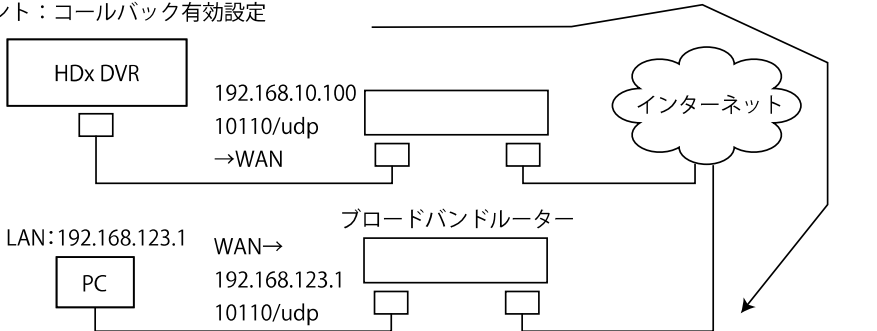 ント：コールバック有効設定
HDx DVR
192.168.10.100
10110/udp
→WAN
インターネット
ブロードバンドルーター
LAN：192.168.123.1
PC
WAN→
192.168.123.1
10110/udp